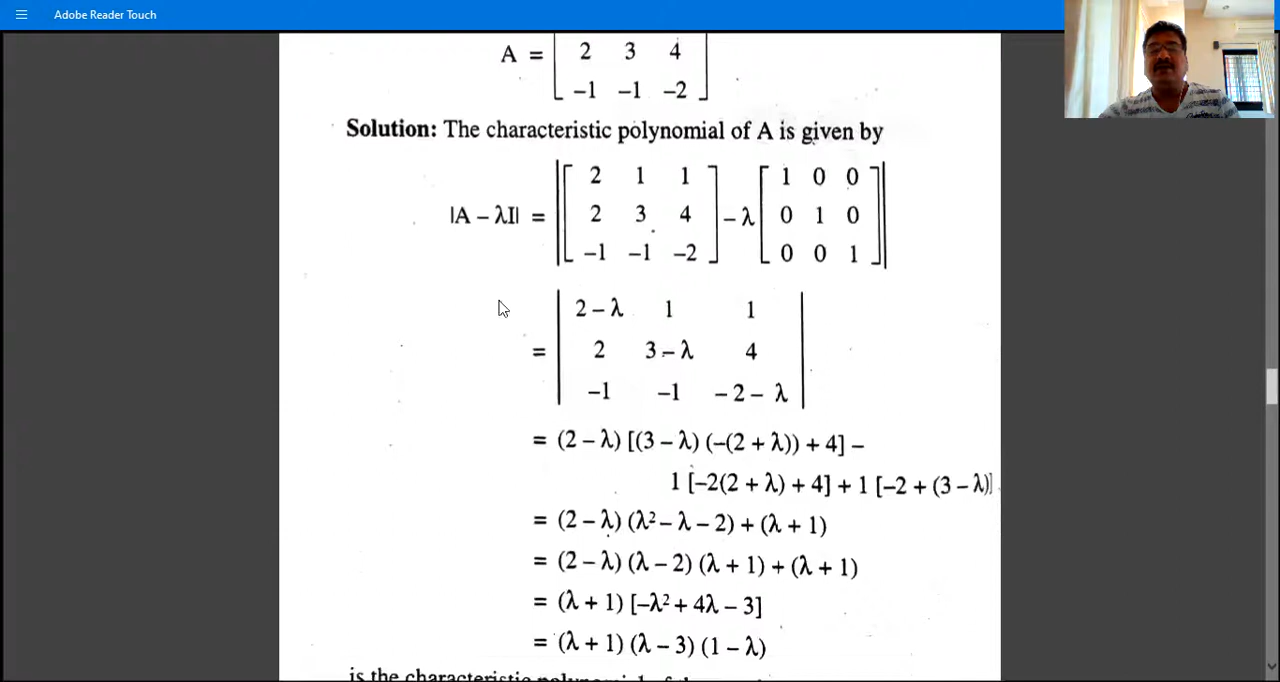 Adobe Reader Touch
A = [ 2 3 4
-1 -1 -2 ]
Solution: The characteristic polynomial of A is given by
|A – λI| = |[ 2 1 1 ] – λ [ 1 0 0 ]|
2 3 4 0 1 0
–1 –1 –2 0 0 1
= | 2 – λ 1 1 |
2 3 – λ 4
–1 –1 – 2 – λ
= (2 – λ) [(3 – λ) (–(2 + λ)) + 4] –
1 [–2(2 + λ) + 4] + 1 [–2 + (3 – λ)]
= (2 – λ) (λ² – λ – 2) + (λ + 1)
= (2 – λ) (λ – 2) (λ + 1) + (λ + 1)
= (λ + 1) [–λ² + 4λ – 3]
= (λ + 1) (λ – 3) (1 – λ)
is the characteristic